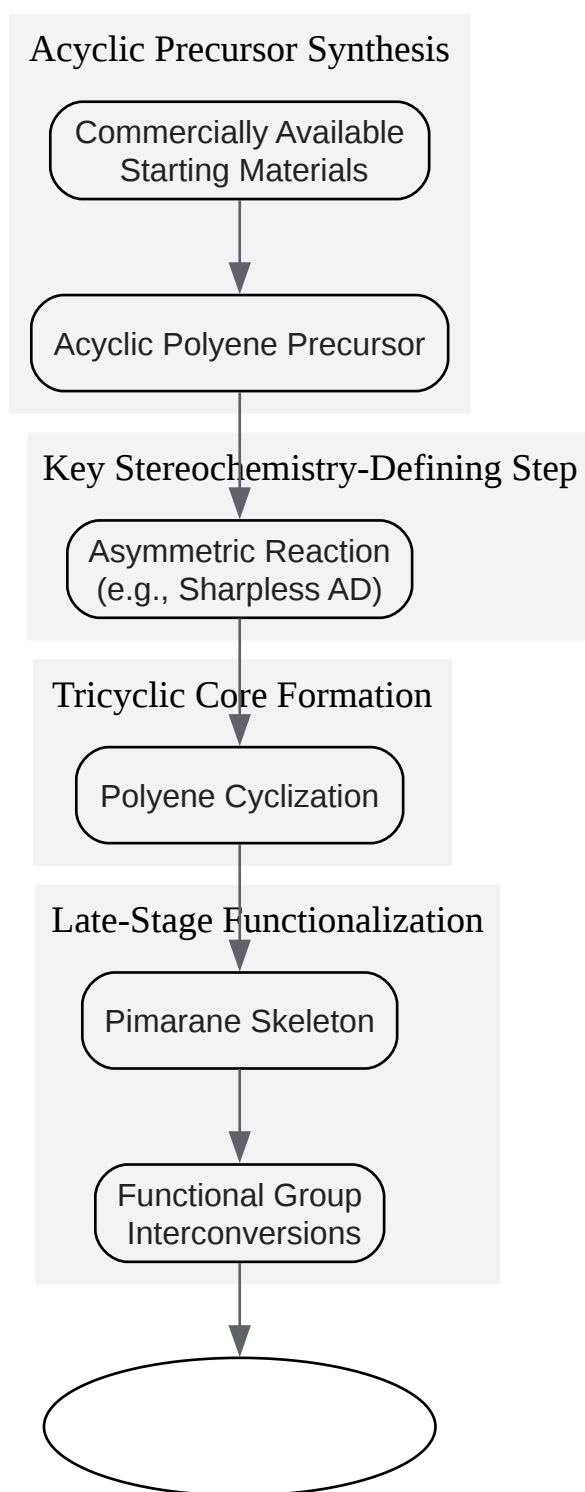 Acyclic Precursor Synthesis
Commercially Available
Starting Materials
Acyclic Polyene Precursor
Key Stereochemistry-Defining Step
Asymmetric Reaction
(e.g., Sharpless AD)
Tricyclic Core Formation
Polyene Cyclization
Late-Stage Functionalization
Pimarane Skeleton
Functional Group
Interconversions